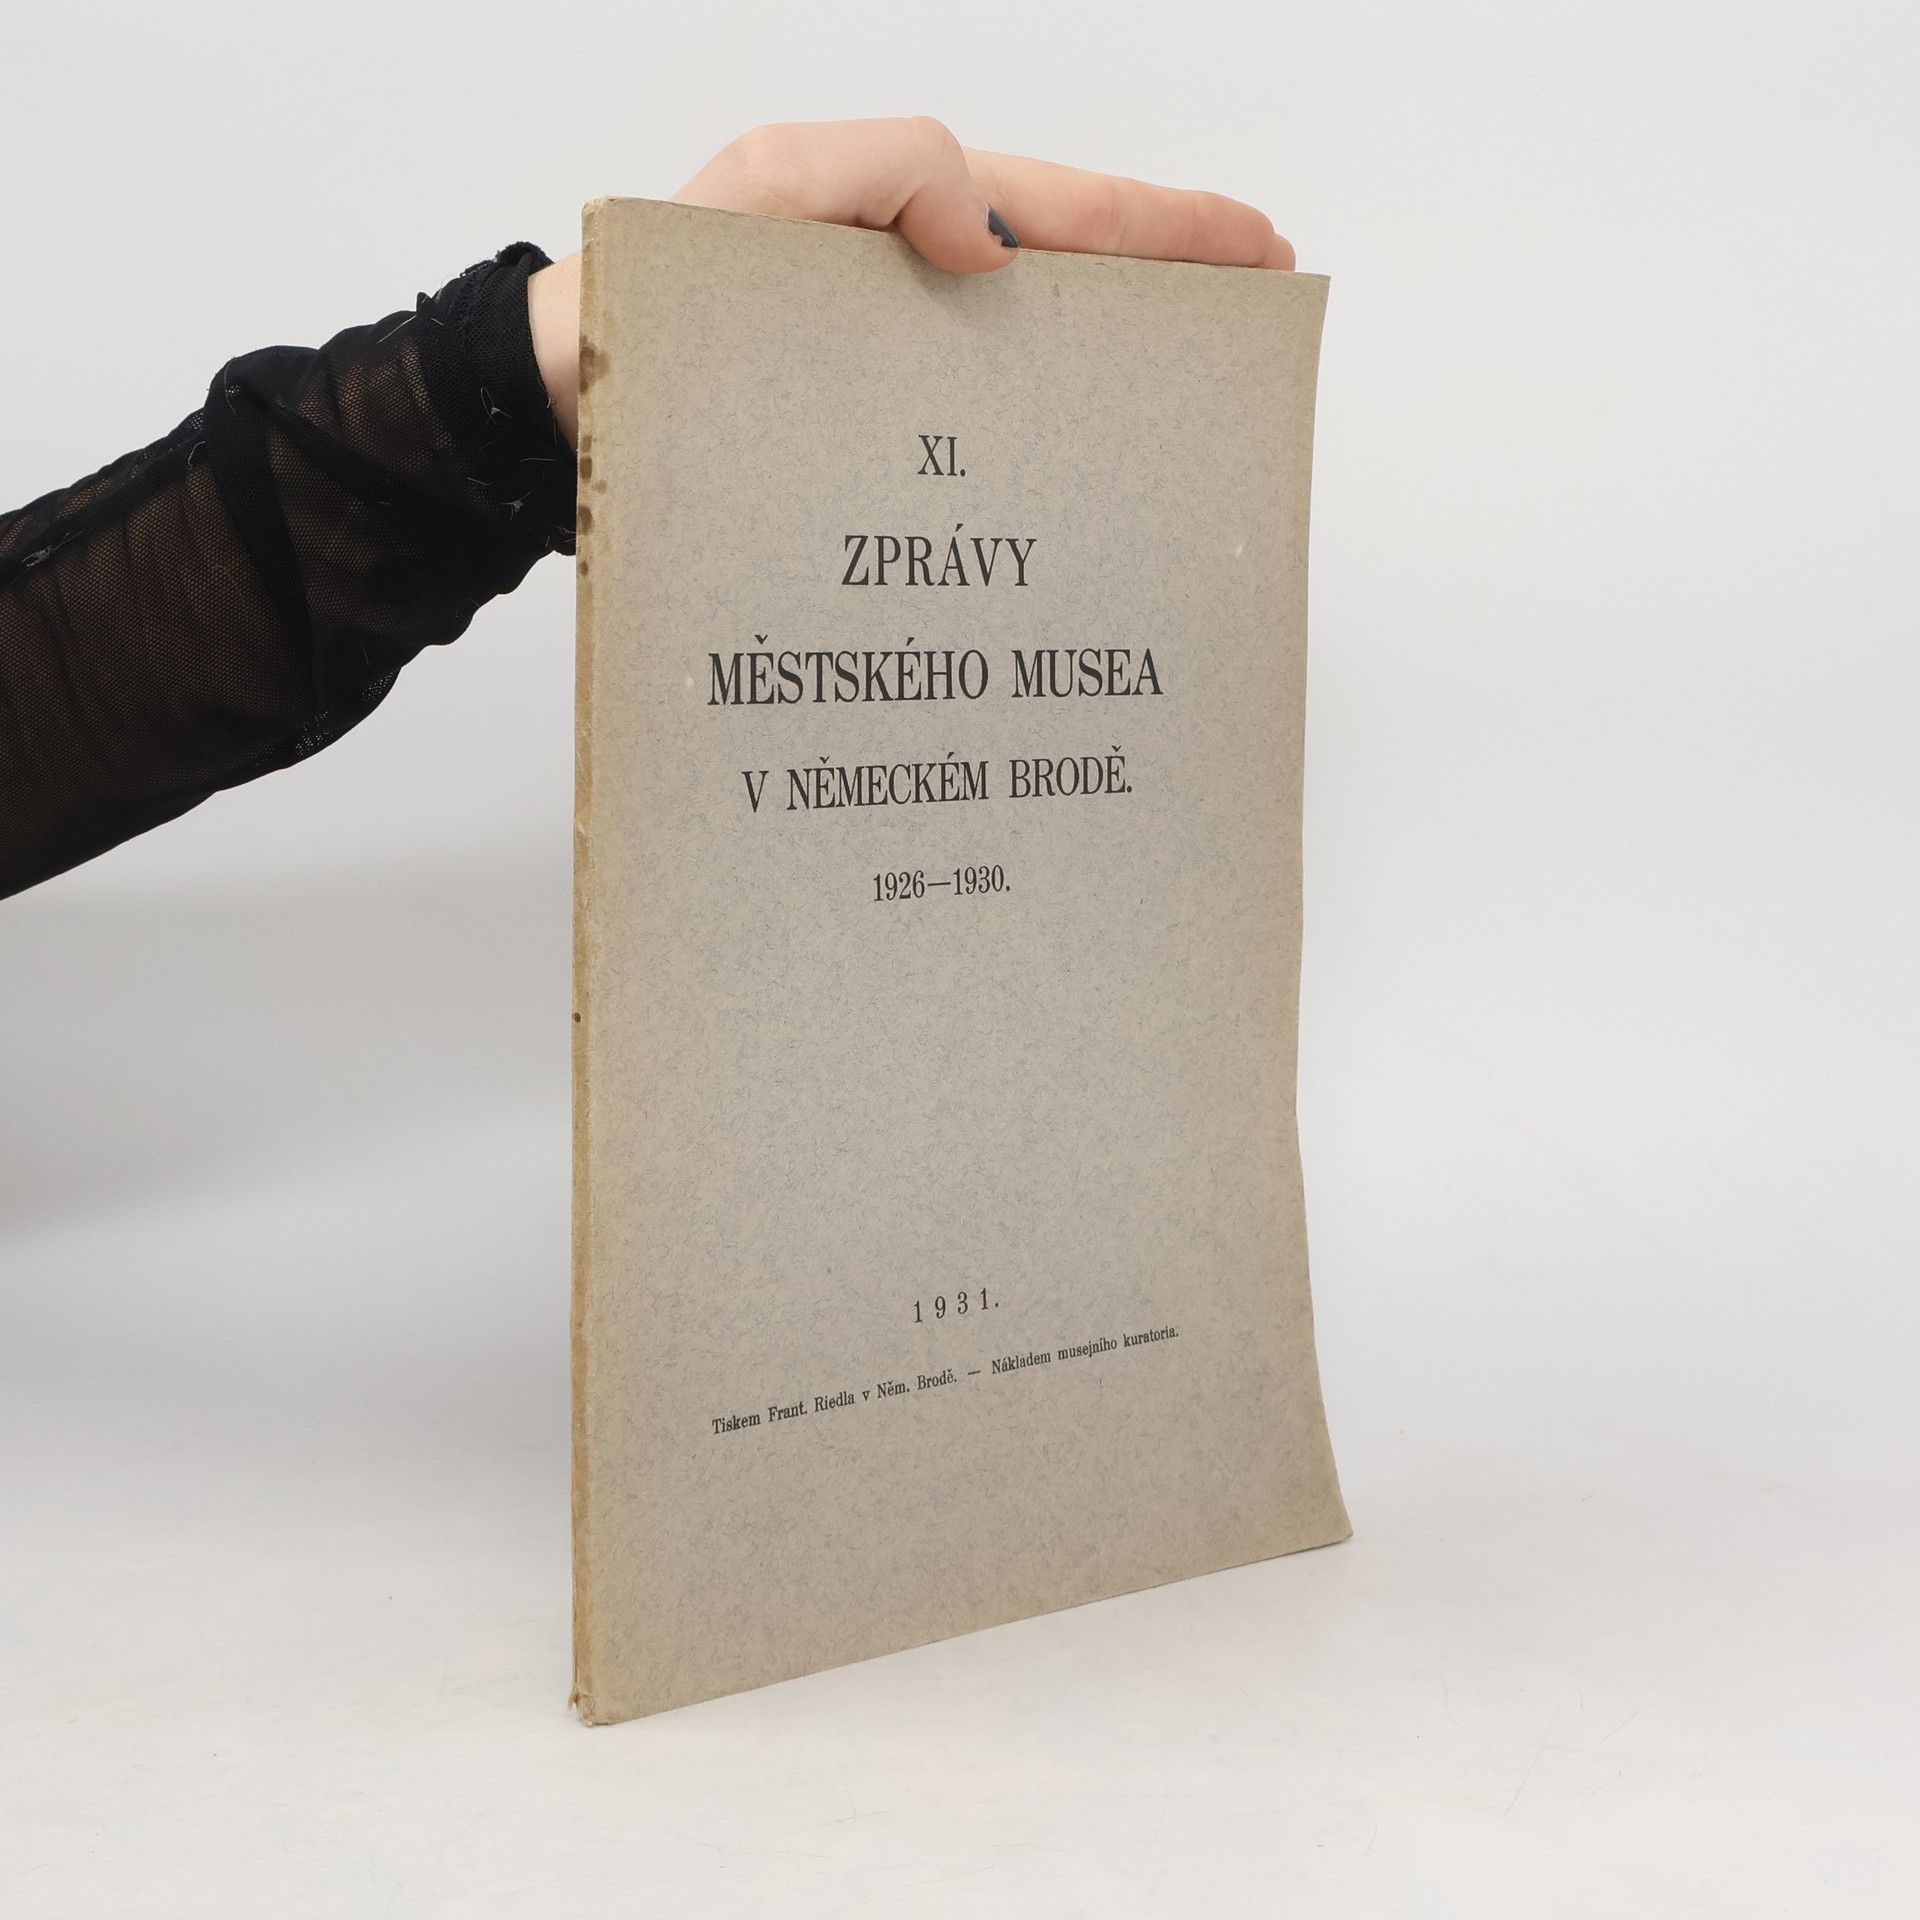 XI.
ZPRÁVY
MĚSTSKÉHO MUSEA
V NĚMECKÉM BRODĚ.
1926—1930.
1931.
Tiskem Frant. Riedla v Něm. Brodě. — Nákladem musejního kuratoria.